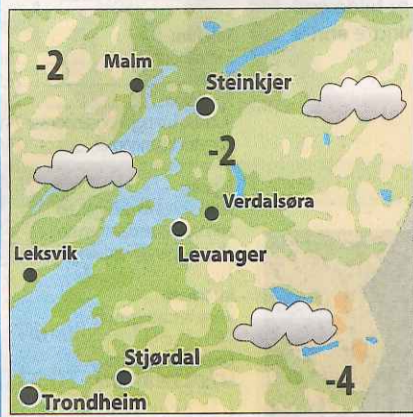 -2
Malm
Steinkjer
-2
Verdalsøra
Levanger
Leksvik
Stjørdal
-4
Trondheim